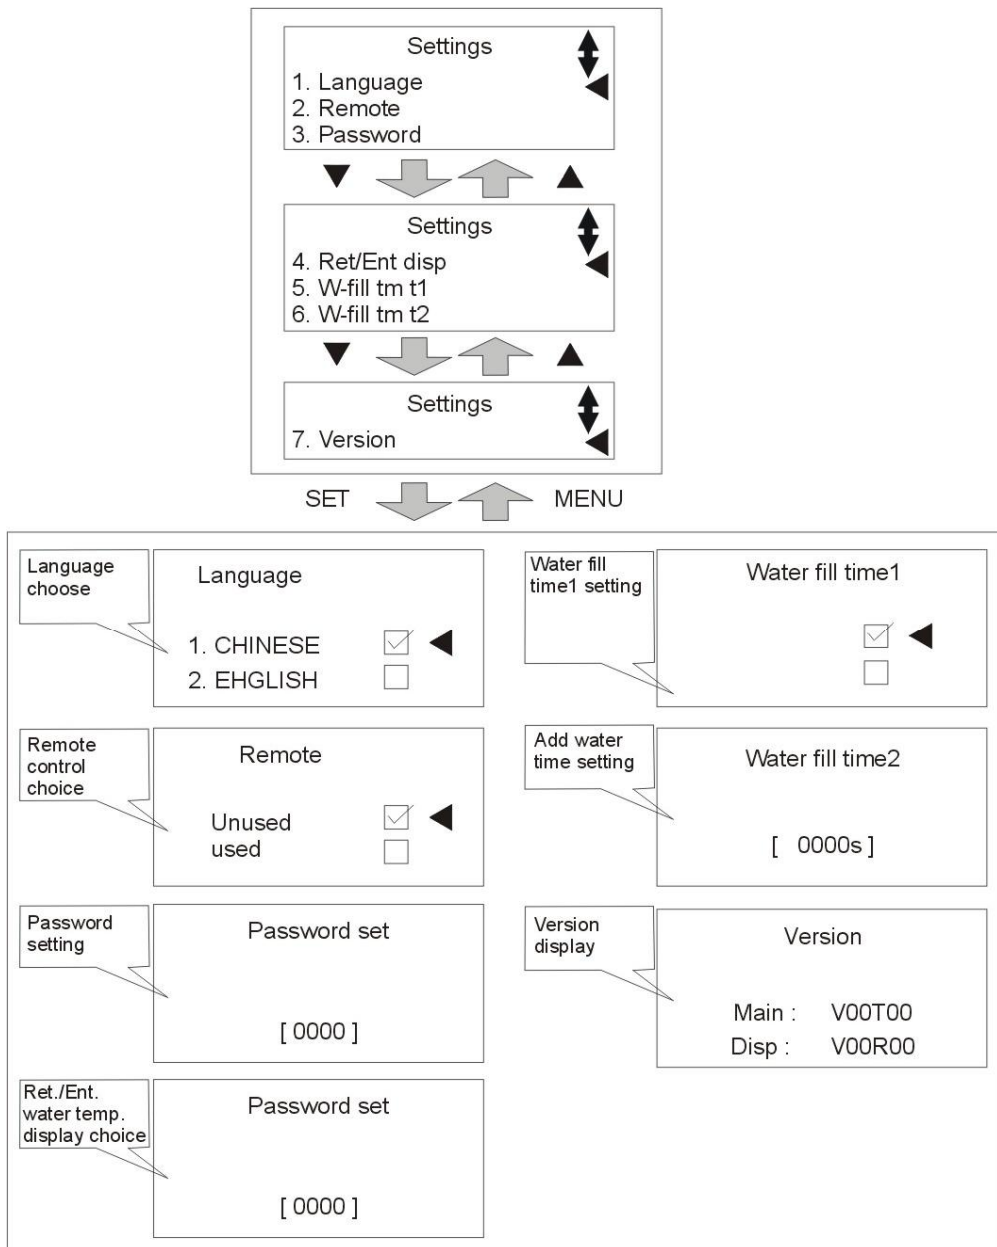 Settings
1. Language
2. Remote
3. Password
Settings
4. Ret/Ent disp
5. W-fill tm t1
6. W-fill tm t2
Settings
7. Version
SET
MENU
Language
choose
Language
1. CHINESE
2. EHGLISH
Remote
control
choice
Remote
Unused
used
Password
setting
Password set
[ 0000 ]
Ret./Ent.
water temp.
display choice
Password set
[ 0000 ]
Water fill
time1 setting
Water fill time1
Add water
time setting
Water fill time2
[ 0000s ]
Version
display
Version
Main : V00T00
Disp : V00R00